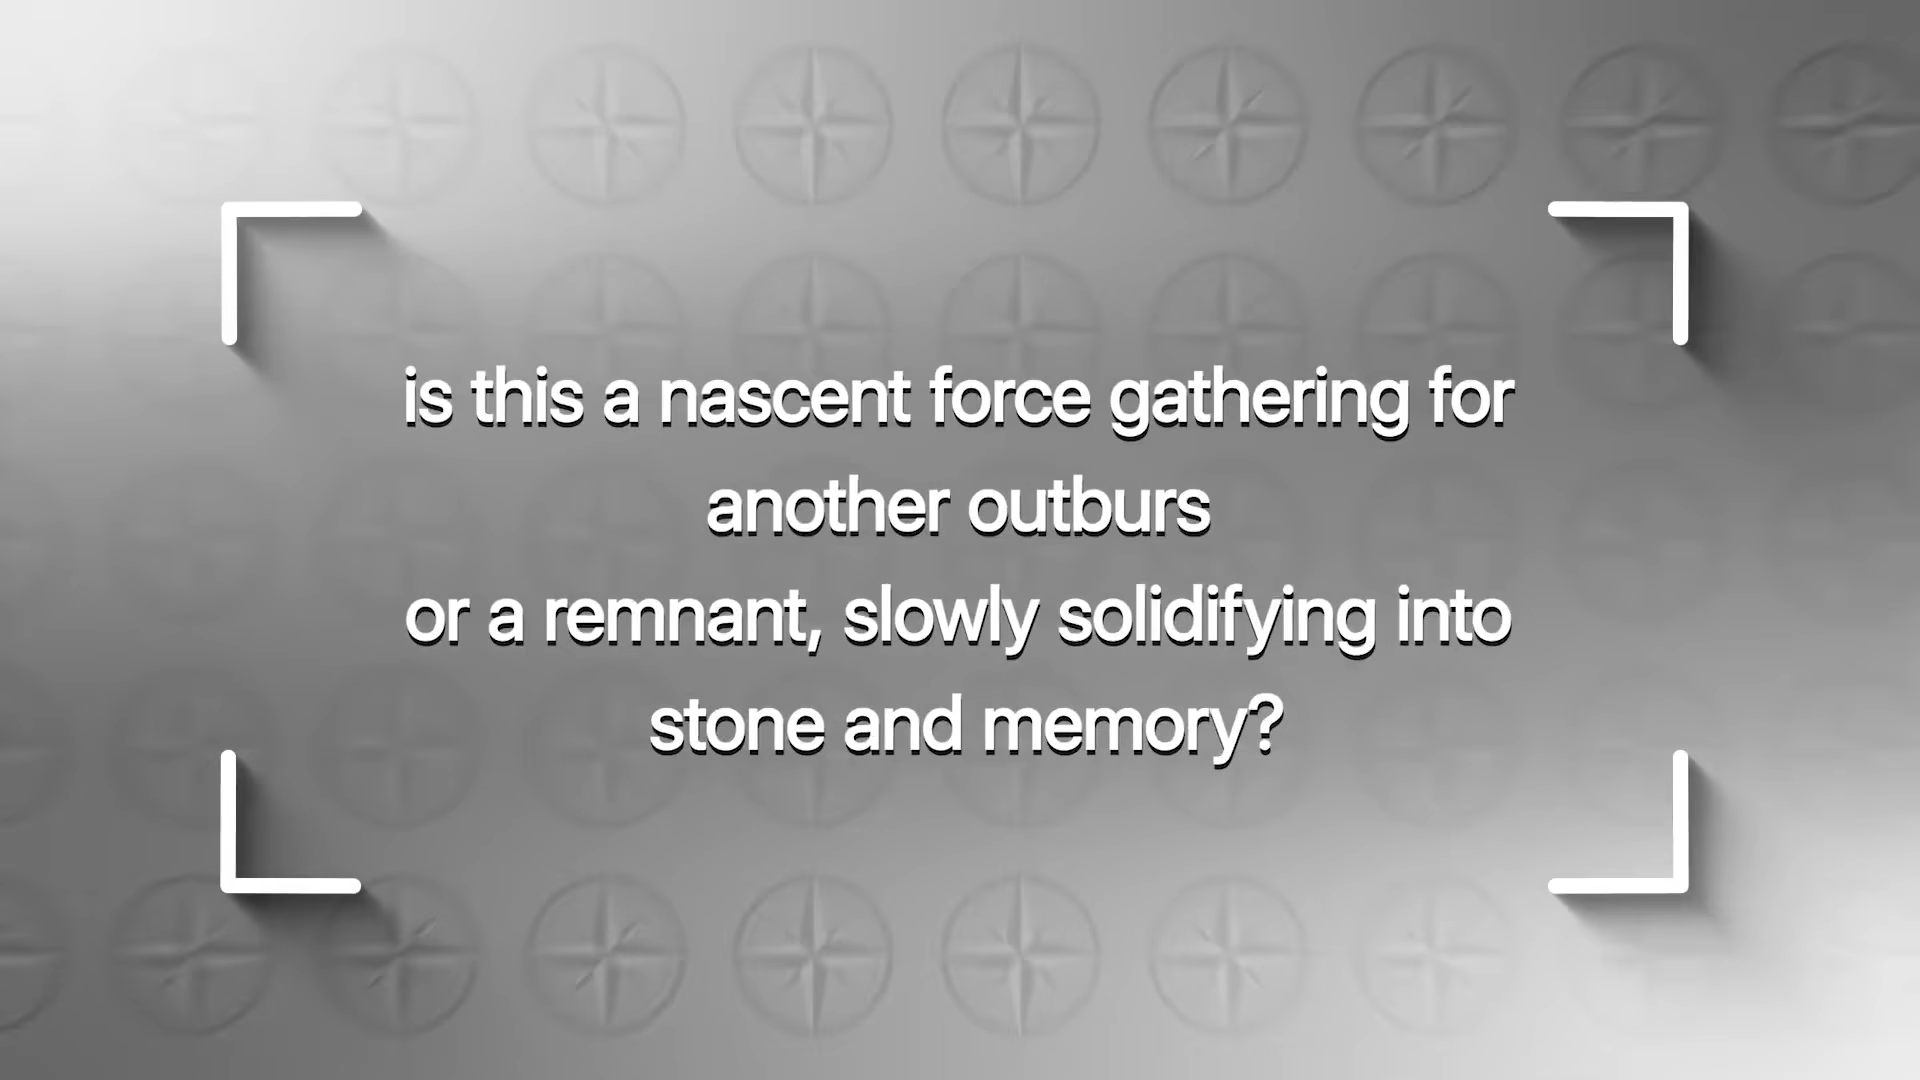 is this a nascent force gathering for
another outburs
or a remnant, slowly solidifying into
stone and memory?